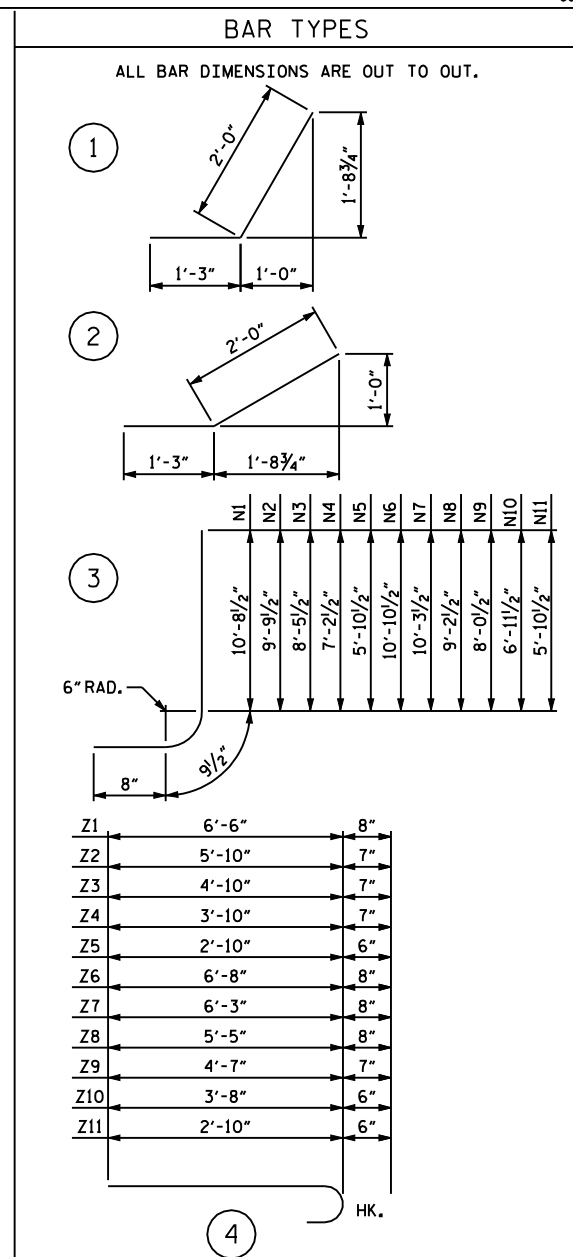 BAR TYPES
ALL BAR DIMENSIONS ARE OUT TO OUT.
1
2'-0"
1'-8¾"
1'-3" 1'-0"
2
2'-0"
1'-0"
1'-3" 1'-8¾"
3
N1 N2 N3 N4 N5 N6 N7 N8 N9 N10 N11
10'-8½" 9'-9½" 8'-5½" 7'-2½" 5'-10½" 10'-10½" 10'-3½" 9'-2½" 8'-0½" 6'-11½" 5'-10½"
6" RAD.
8" 9½"
Z1 6'-6" 8"
Z2 5'-10" 7"
Z3 4'-10" 7"
Z4 3'-10" 7"
Z5 2'-10" 6"
Z6 6'-8" 8"
Z7 6'-3" 8"
Z8 5'-5" 8"
Z9 4'-7" 7"
Z10 3'-8" 6"
Z11 2'-10" 6"
HK.
4